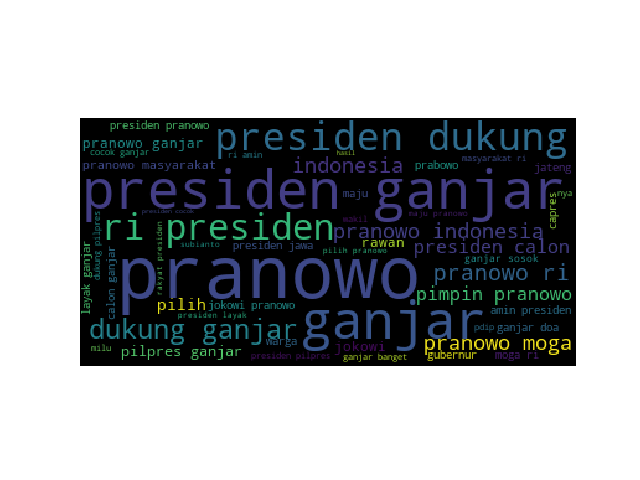 presiden pranowo
presiden dukung
pranowo ganjar
cocok ganjar
ri amin
hasil
masyarakat ri
pranowo masyarakat
indonesia
prabowo
jateng
presiden ganjar
maju
nya
capres
presiden cocok
maju pranowo
wakil
ri presiden
pranowo indonesia
dukung pilpres
rakyat presiden
subianto
presiden jawa
rawan
pilih pranowo
presiden calon
layak ganjar
calon ganjar
pranowo
ganjar sosok
pranowo ri
pimpin pranowo
pilih
jokowi pranowo
ganjar
amin presiden
presiden layak
dukung ganjar
pdip
ganjar doa
warga
jokowi
pranowo moga
milu
pilpres ganjar
presiden pilpres
ganjar banget
gubernur
moga ri